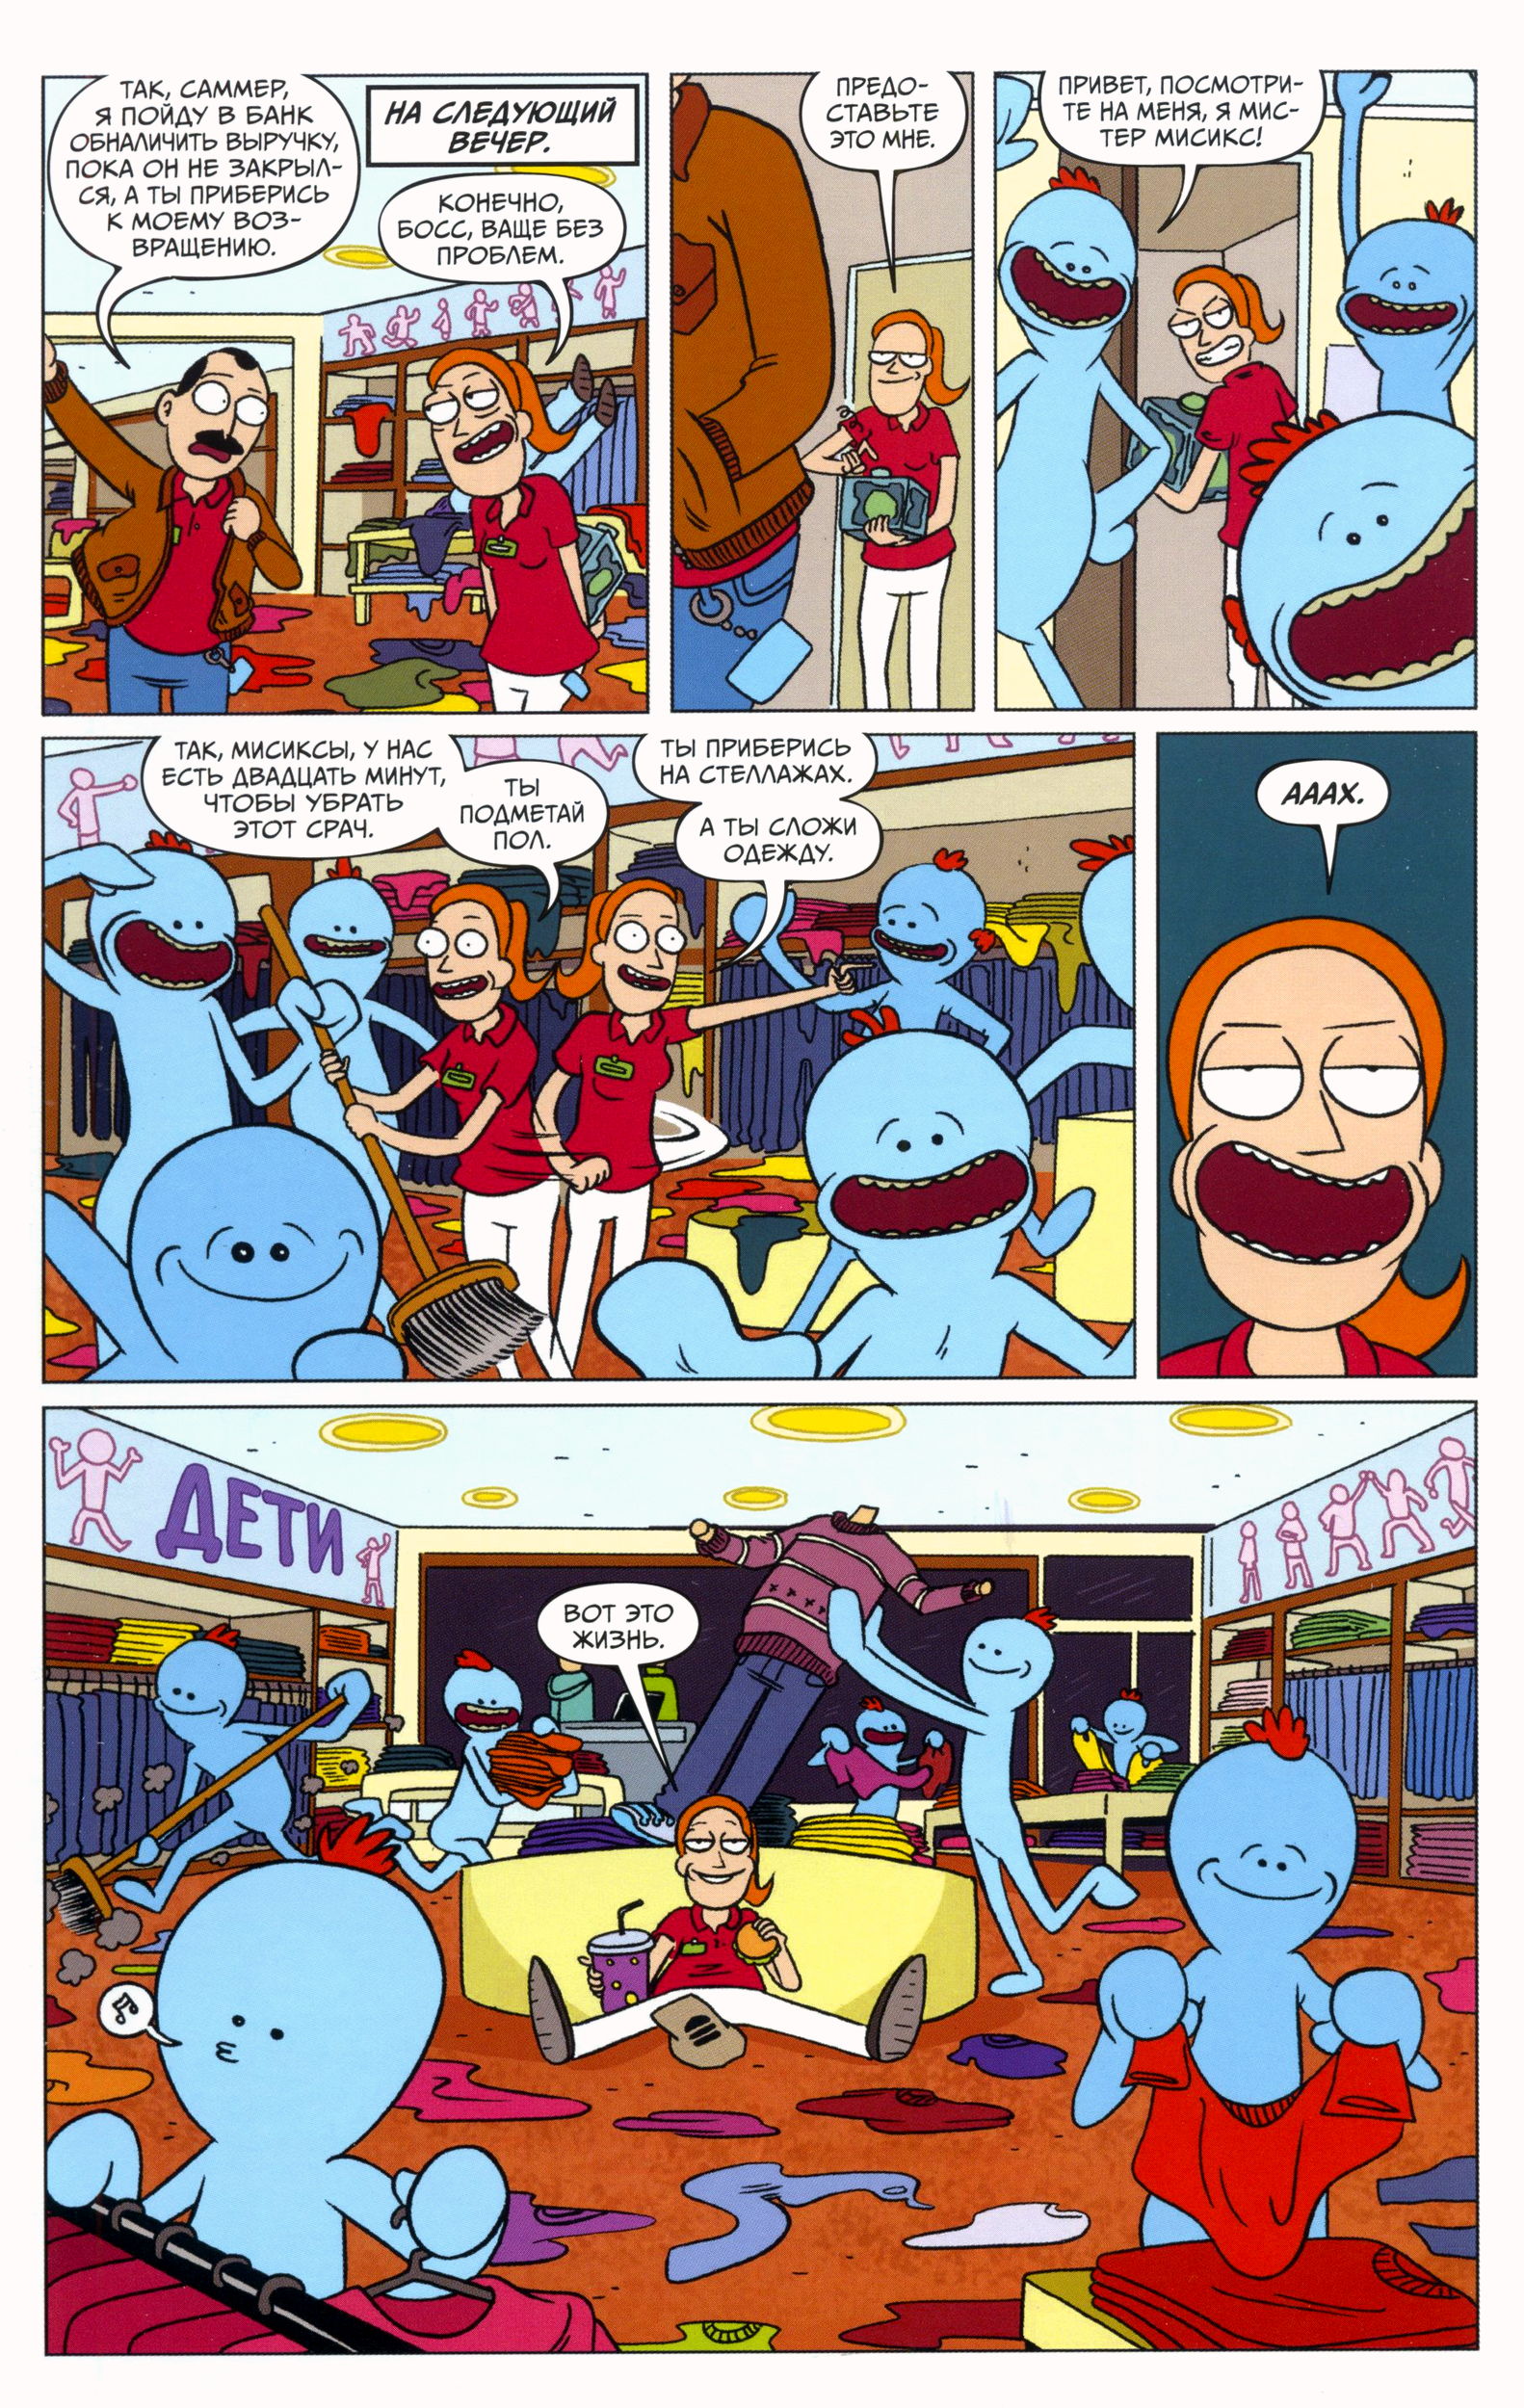 ТАК, САММЕР,
Я ПОЙДУ В БАНК
ОБНАЛИЧИТЬ ВЫРУЧКУ,
ПОКА ОН НЕ ЗАКРЫЛ-
СЯ, А ТЫ ПРИБЕРИСЬ
К МОЕМУ ВОЗ-
ВРАЩЕНИЮ.
НА СЛЕДУЮЩИЙ
ВЕЧЕР.
КОНЕЧНО,
БОСС, ВАЩЕ БЕЗ
ПРОБЛЕМ.
ПРЕДО-
СТАВЬТЕ
ЭТО МНЕ.
ПРИВЕТ, ПОСМОТРИ-
ТЕ НА МЕНЯ, Я МИС-
ТЕР МИСИКС!
ТАК, МИСИКСЫ, У НАС
ЕСТЬ ДВАДЦАТЬ МИНУТ,
ЧТОБЫ УБРАТЬ
ЭТОТ СРАЧ.
ТЫ
ПОДМЕТАЙ
ПОЛ.
ТЫ ПРИБЕРИСЬ
НА СТЕЛЛАЖАХ.
А ТЫ СЛОЖИ
ОДЕЖДУ.
АААХ.
ДЕТИ
ВОТ ЭТО
ЖИЗНЬ.